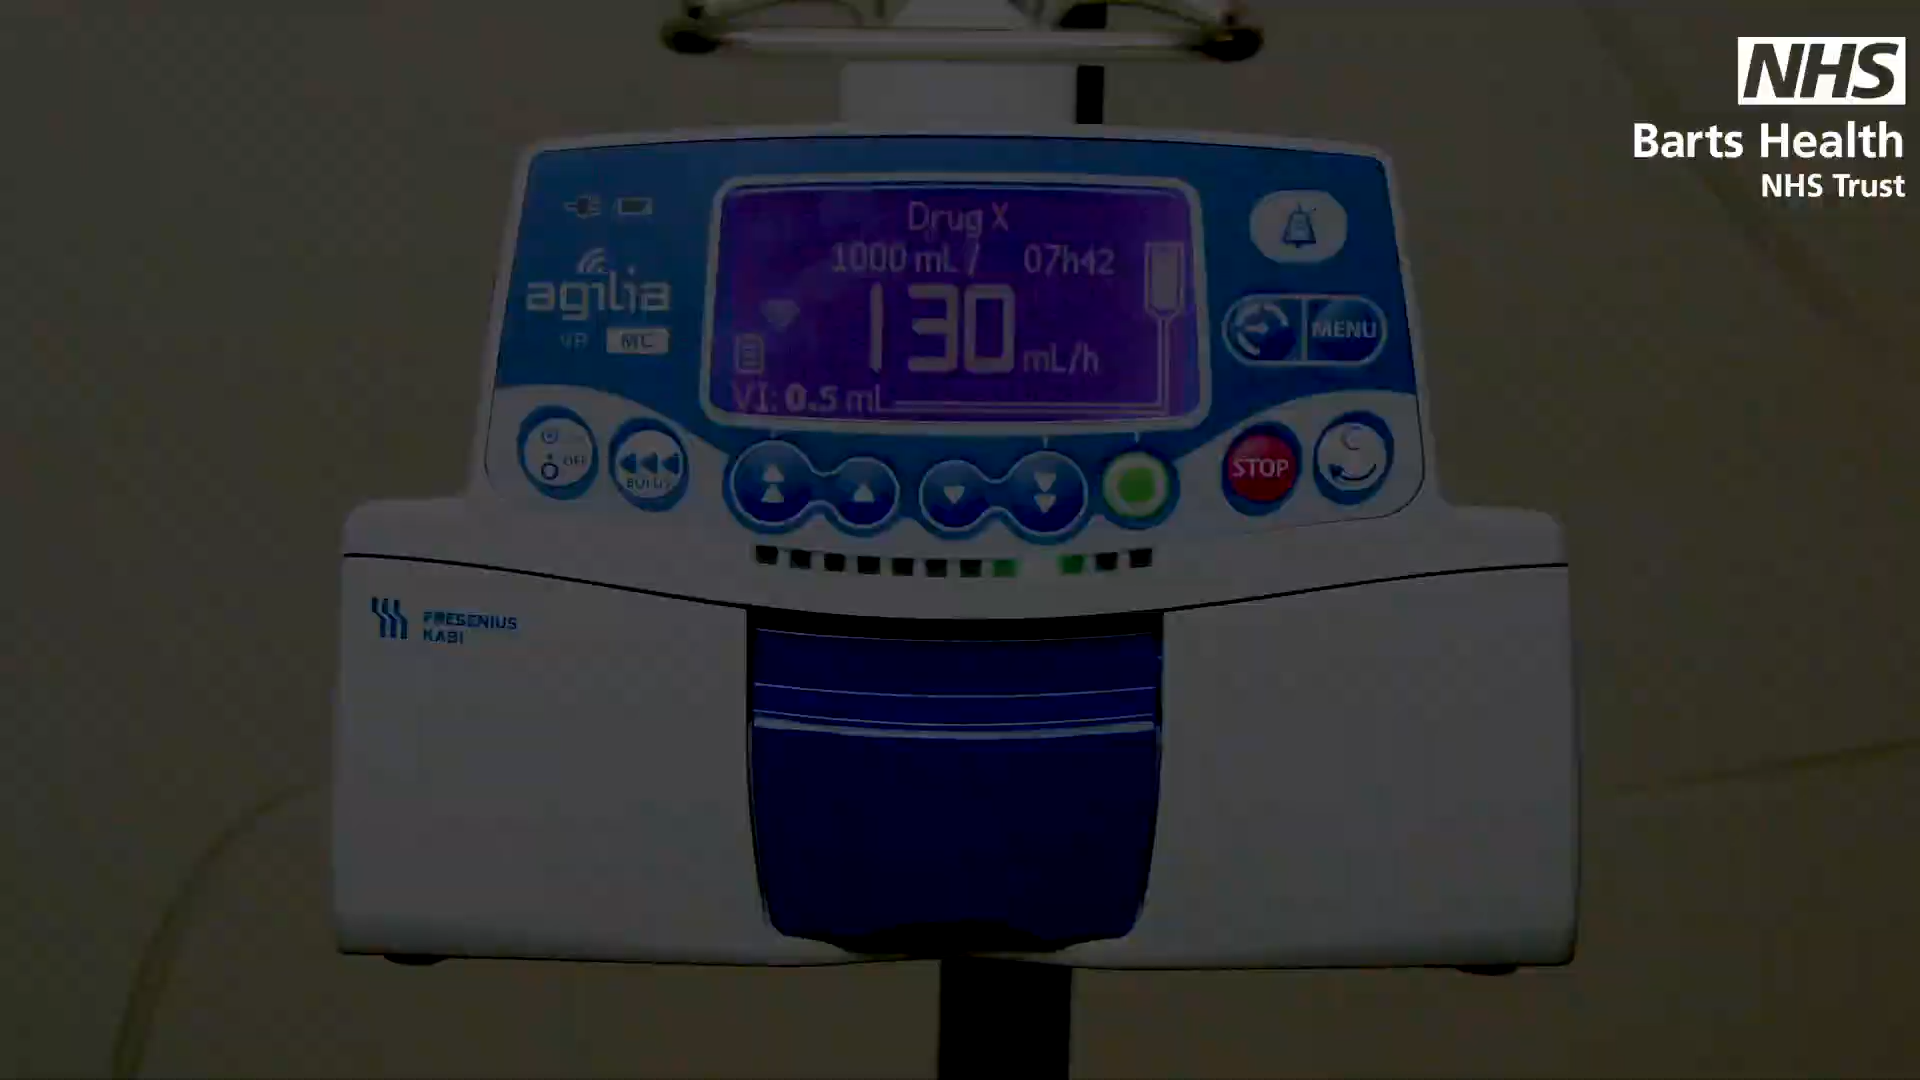 NHS
Barts Health
NHS Trust
Drug X
1000 mL / 07h42
130 mL/h
VI: 0.5 mL
agilia
VP MC
MENU
OFF
BOLUS
STOP
C
FRESENIUS
KABI